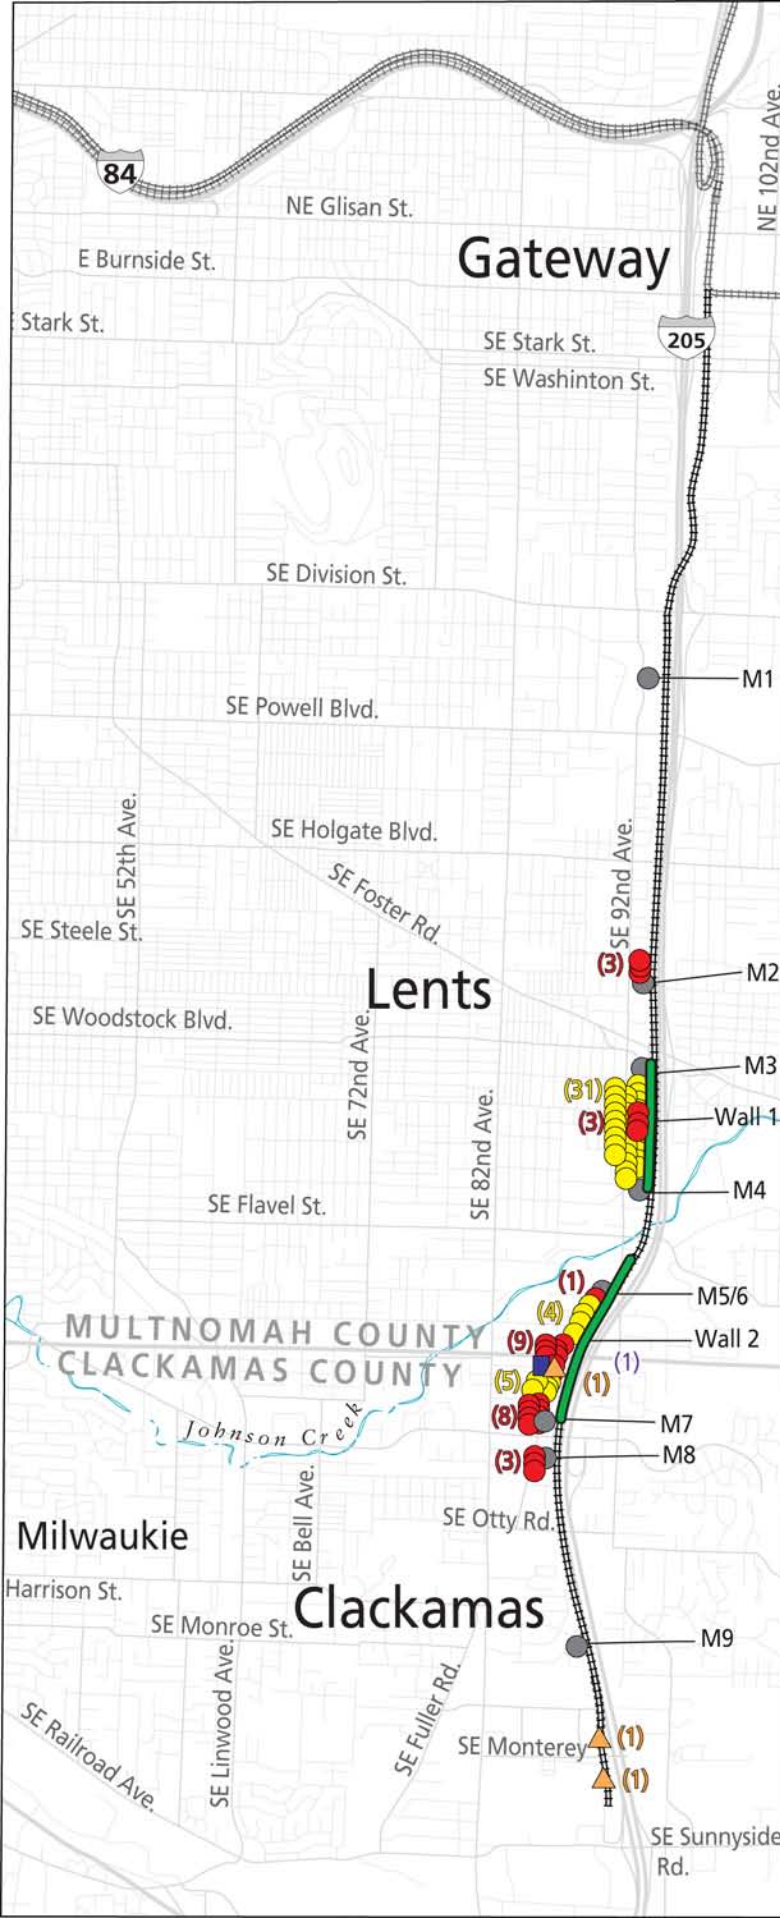 NE 102nd Ave.
84
NE Glisan St.
E Burnside St.
Gateway
Stark St.
205
SE Stark St.
SE Washinton St.
SE Division St.
M1
SE Powell Blvd.
SE 52th Ave.
SE Holgate Blvd.
SE 92nd Ave.
SE Foster Rd.
SE Steele St.
(3)
M2
Lents
SE Woodstock Blvd.
SE 72nd Ave.
M3
(31)
(3)
Wall 1
SE 82nd Ave.
M4
SE Flavel St.
(1)
M5/6
(4)
MULTNOMAH COUNTY
(9)
Wall 2
CLACKAMAS COUNTY
(1)
(5)
(1)
(8)
M7
Johnson Creek
(3)
M8
SE Bell Ave.
SE Otty Rd.
Milwaukie
Harrison St.
Clackamas
SE Monroe St.
M9
SE Linwood Ave.
SE Fuller Rd.
SE Railroad Ave.
SE Monterey
(1)
(1)
SE Sunnyside
Rd.